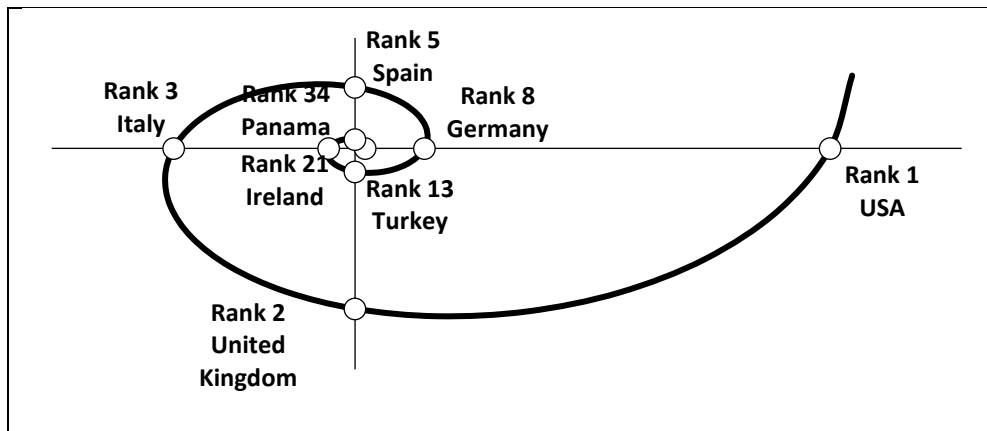 Rank 5
Spain
Rank 3
Italy
Rank 34
Panama
Rank 8
Germany
Rank 21
Ireland
Rank 13
Turkey
Rank 1
USA
Rank 2
United
Kingdom